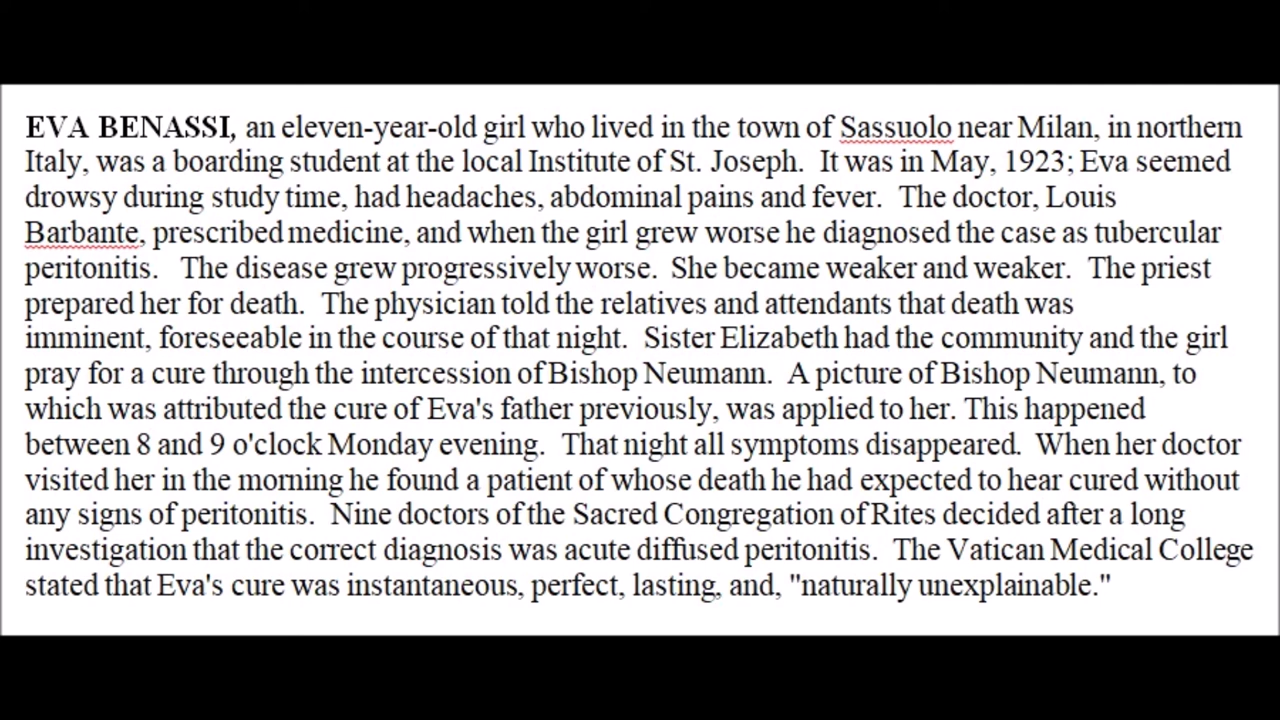 EVA BENASSI, an eleven-year-old girl who lived in the town of Sassuolo near Milan, in northern
Italy, was a boarding student at the local Institute of St. Joseph.  It was in May, 1923; Eva seemed
drowsy during study time, had headaches, abdominal pains and fever.  The doctor, Louis
Barbante, prescribed medicine, and when the girl grew worse he diagnosed the case as tubercular
peritonitis.   The disease grew progressively worse.  She became weaker and weaker.  The priest
prepared her for death.  The physician told the relatives and attendants that death was
imminent, foreseeable in the course of that night.  Sister Elizabeth had the community and the girl
pray for a cure through the intercession of Bishop Neumann.  A picture of Bishop Neumann, to
which was attributed the cure of Eva's father previously, was applied to her. This happened
between 8 and 9 o'clock Monday evening.  That night all symptoms disappeared.  When her doctor
visited her in the morning he found a patient of whose death he had expected to hear cured without
any signs of peritonitis.  Nine doctors of the Sacred Congregation of Rites decided after a long
investigation that the correct diagnosis was acute diffused peritonitis.  The Vatican Medical College
stated that Eva's cure was instantaneous, perfect, lasting, and, "naturally unexplainable."